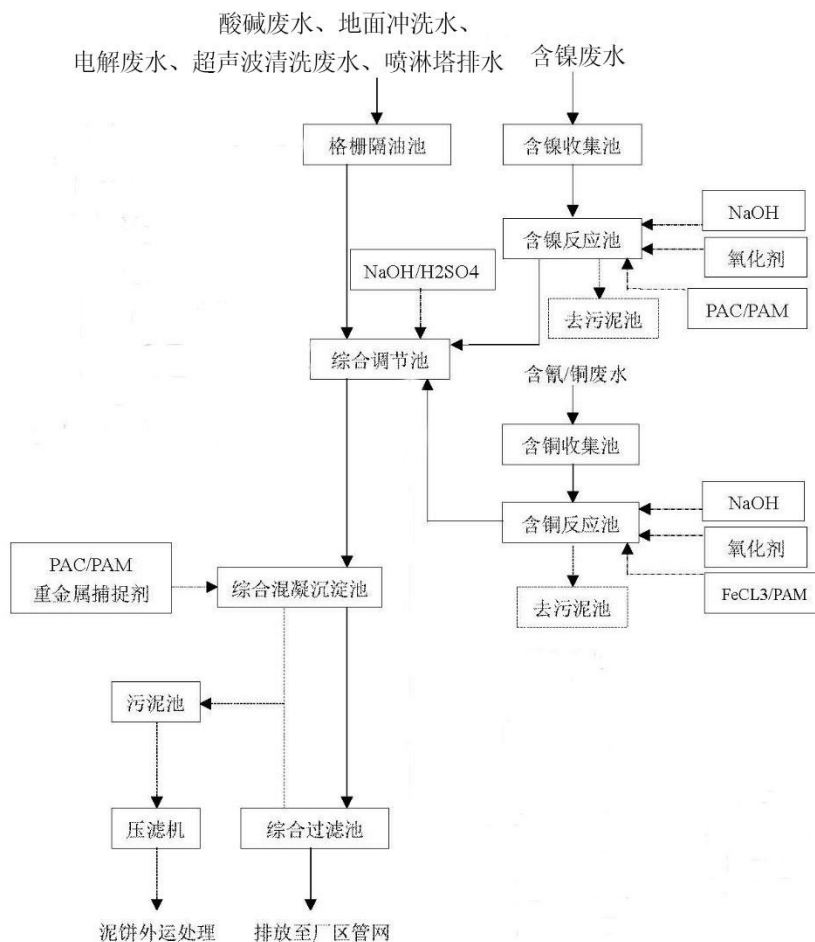 酸碱废水、地面冲洗水、
电解废水、超声波清洗废水、喷淋塔排水
含镍废水
格栅隔油池
含镍收集池
NaOH
含镍反应池
氧化剂
NaOH/H2SO4
PAC/PAM
去污泥池
综合调节池
含氰/铜废水
含铜收集池
NaOH
含铜反应池
氧化剂
PAC/PAM
重金属捕捉剂
综合混凝沉淀池
去污泥池
FeCL3/PAM
污泥池
压滤机
综合过滤池
泥饼外运处理
排放至厂区管网